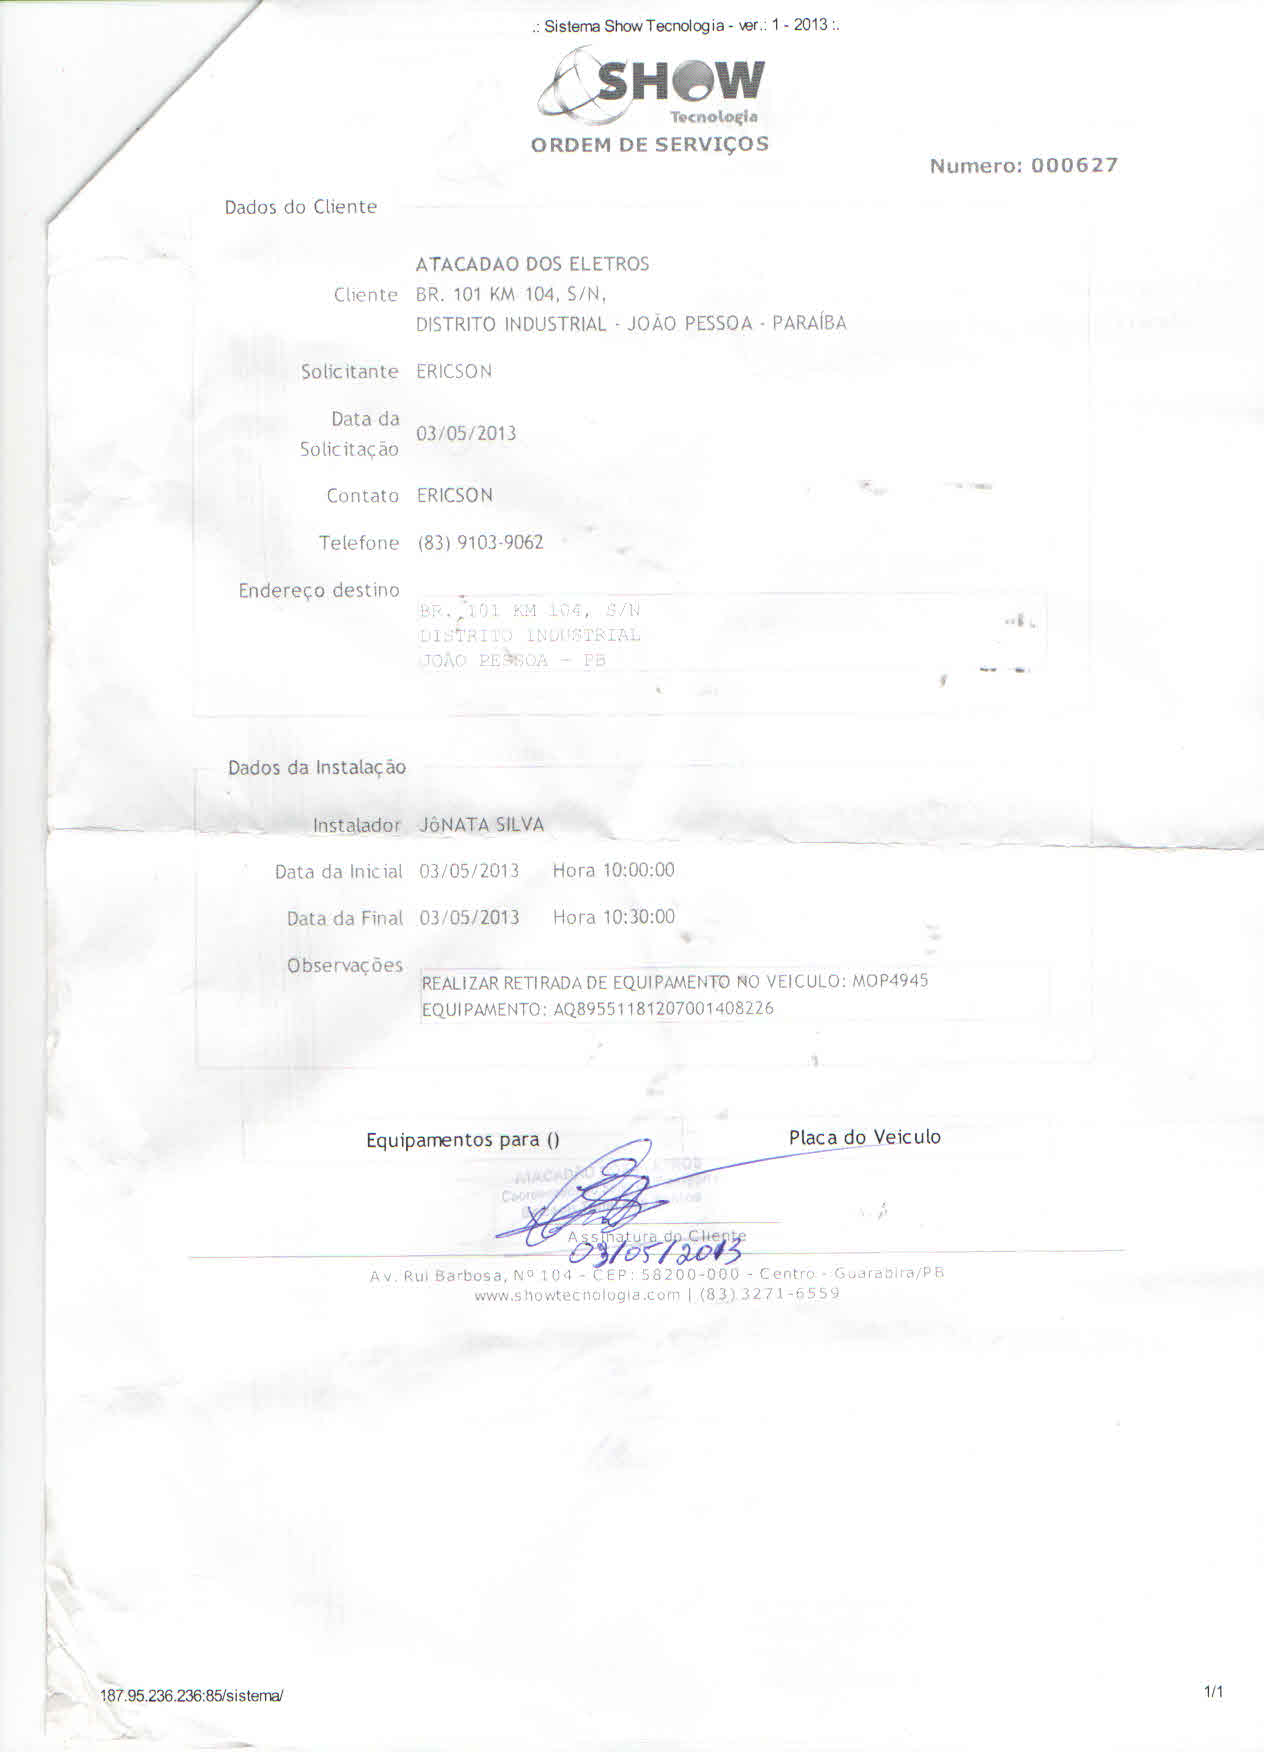 .: Sistema Show Tecnologia - ver.: 1 - 2013 :.
SHOW
Tecnologia
ORDEM DE SERVIÇOS
Numero: 000627
Dados do Cliente
ATACADAO DOS ELETROS
Cliente BR. 101 KM 104, S/N,
DISTRITO INDUSTRIAL - JOÃO PESSOA - PARAÍBA
Solicitante ERICSON
Data da Solicitação 03/05/2013
Contato ERICSON
Telefone (83) 9103-9062
Endereço destino
BR. 101 KM 104, S/N
DISTRITO INDUSTRIAL
JOÃO PESSOA - PB
Dados da Instalação
Instalador JôNATA SILVA
Data da Inicial 03/05/2013 Hora 10:00:00
Data da Final 03/05/2013 Hora 10:30:00
Observações
REALIZAR RETIRADA DE EQUIPAMENTO NO VEICULO: MOP4945
EQUIPAMENTO: AQ89551181207001408226
Equipamentos para () Placa do Veiculo
Assinatura do Cliente
03/05/2013
Av. Rui Barbosa, Nº 104 - CEP: 58200-000 - Centro - Guarabira/PB
www.showtecnologia.com | (83) 3271-6559
187.95.236.236:85/sistema/ 1/1